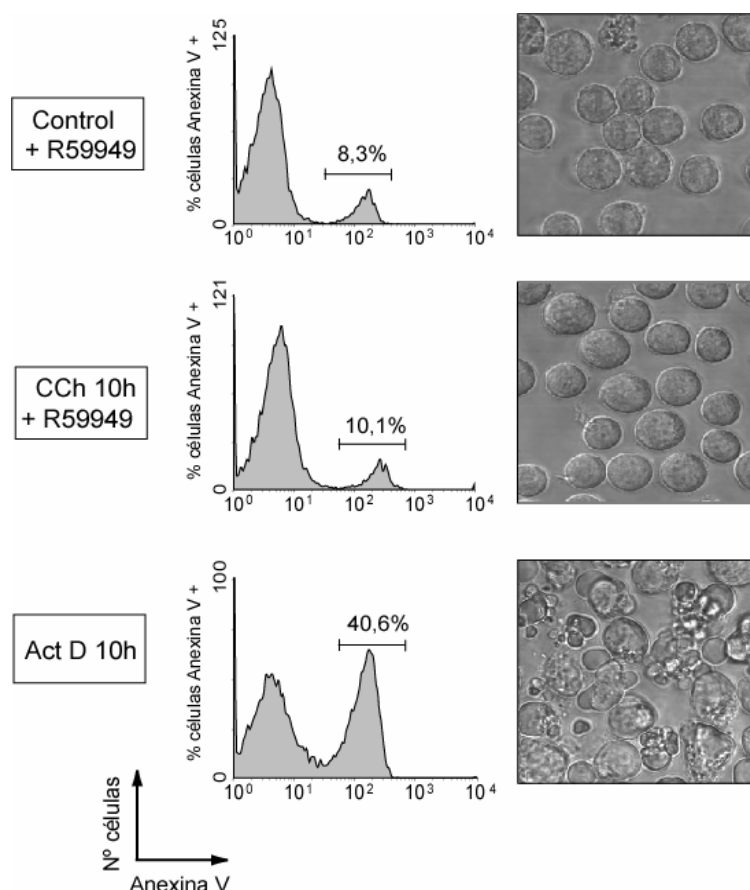 Control
+ R59949
% células Anexina V +
125
0
8,3%
10⁰ 10¹ 10² 10³ 10⁴
CCh 10h
+ R59949
% células Anexina V +
121
0
10,1%
10⁰ 10¹ 10² 10³ 10⁴
Act D 10h
% células Anexina V +
100
0
40,6%
10⁰ 10¹ 10² 10³ 10⁴
Nº células
Anexina V